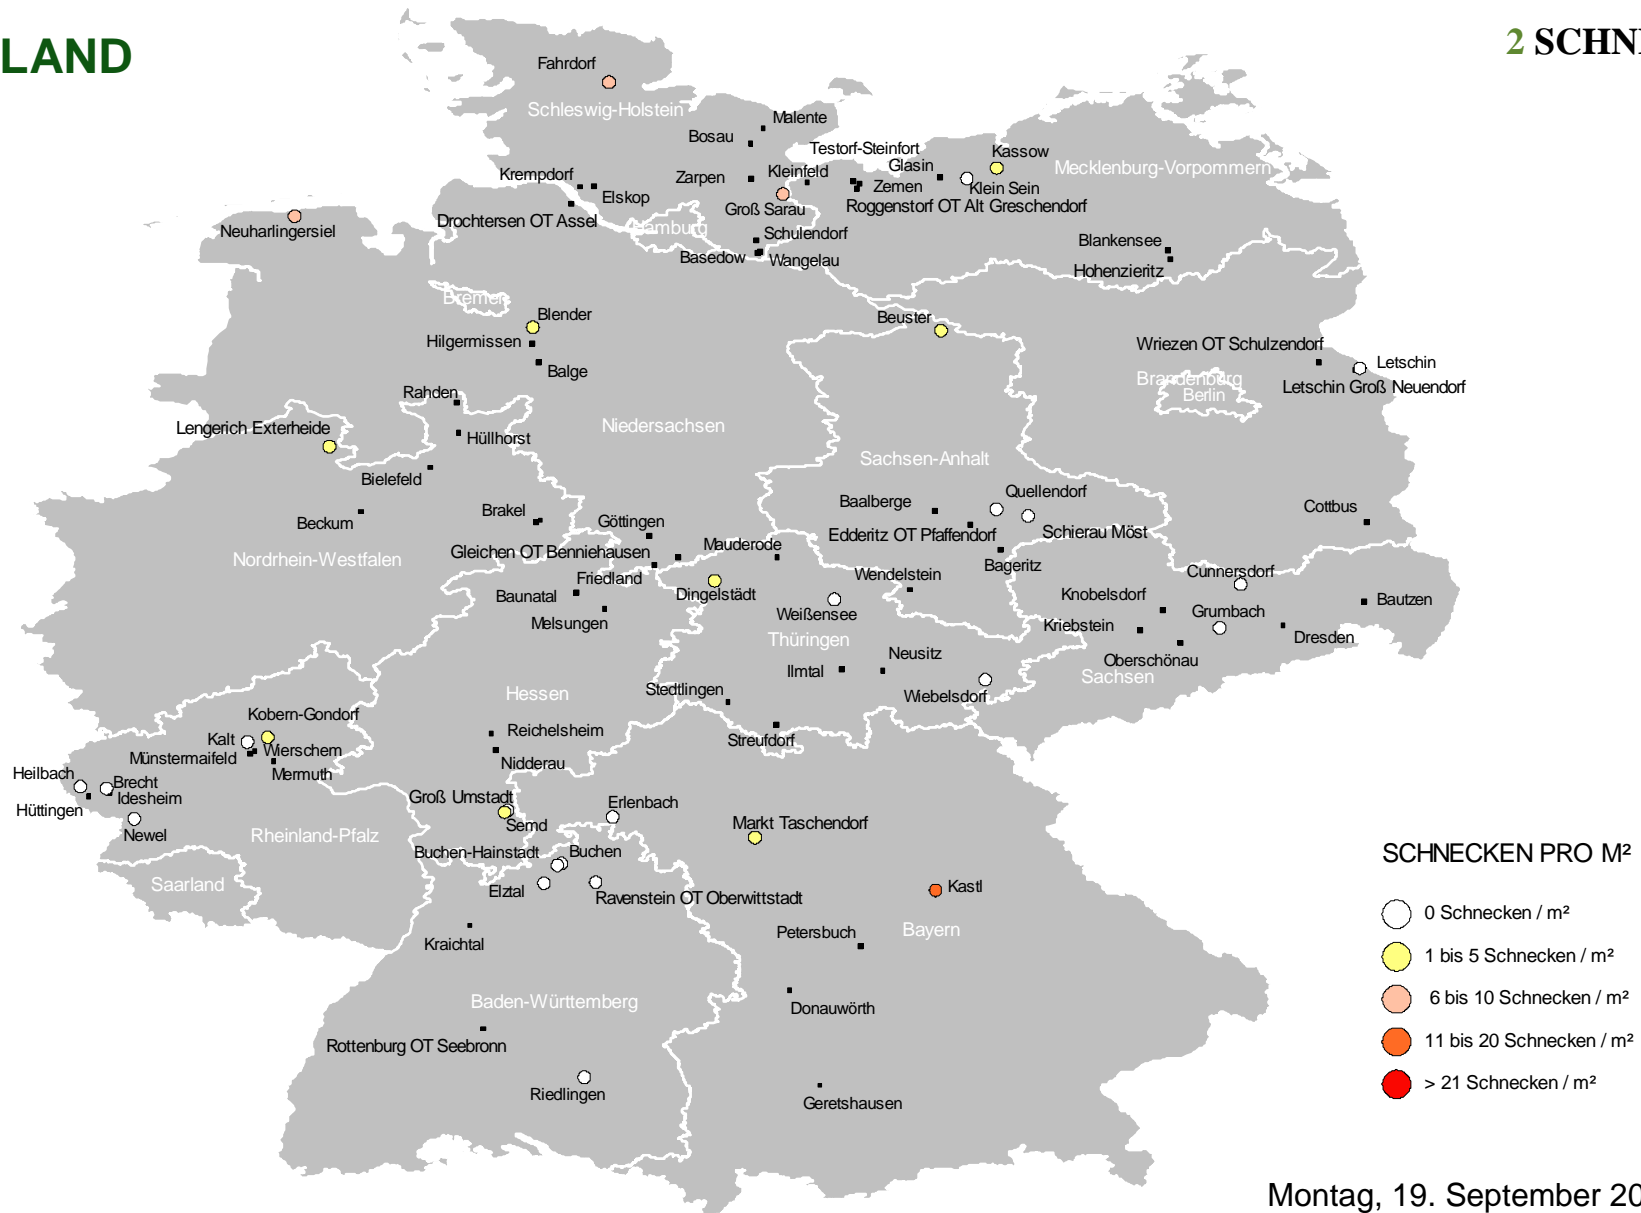 LAND
2 SCHN
Fahrdorf
Schleswig-Holstein
Malente
Bosau
Testorf-Steinfort
Kassow
Glasin
Mecklenburg-Vorpommern
Krempdorf
Zarpen
Kleinfeld
Zemen
Klein Sein
Elskop
Groß Sarau
Roggenstorf OT Alt Greschendorf
Drochtersen OT Assel
Neuharlingersiel
Hamburg
Schulendorf
Blankensee
Basedow
Wangelau
Hohenzieritz
Bremen
Blender
Beuster
Hilgermissen
Wriezen OT Schulzendorf
Letschin
Balge
Brandenburg
Letschin Groß Neuendorf
Rahden
Berlin
Lengerich Exterheide
Niedersachsen
Hüllhorst
Sachsen-Anhalt
Bielefeld
Quellendorf
Baalberge
Cottbus
Brakel
Göttingen
Beckum
Edderitz OT Pfaffendorf
Schierau Möst
Gleichen OT Benniehausen
Mauderode
Nordrhein-Westfalen
Bageritz
Friedland
Wendelstein
Cunnersdorf
Baunatal
Dingelstädt
Knobelsdorf
Bautzen
Weißensee
Grumbach
Melsungen
Kriebstein
Thüringen
Dresden
Neusitz
Oberschönau
Ilmtal
Sachsen
Hessen
Stedtlingen
Wiebelsdorf
Kobern-Gondorf
Reichelsheim
Streufdorf
Kalt
Wierschem
Münstermaifeld
Nidderau
Mermuth
Heilbach
Brecht
Idesheim
Groß Umstadt
Erlenbach
Hüttingen
Semd
Markt Taschendorf
Newel
Rheinland-Pfalz
Buchen-Hainstadt
Buchen
SCHNECKEN PRO M²
Saarland
Elztal
Ravenstein OT Oberwittstadt
Kastl
0 Schnecken / m²
Kraichtal
Petersbuch
Bayern
1 bis 5 Schnecken / m²
6 bis 10 Schnecken / m²
Baden-Württemberg
Donauwörth
11 bis 20 Schnecken / m²
Rottenburg OT Seebronn
> 21 Schnecken / m²
Riedlingen
Geretshausen
Montag, 19. September 20